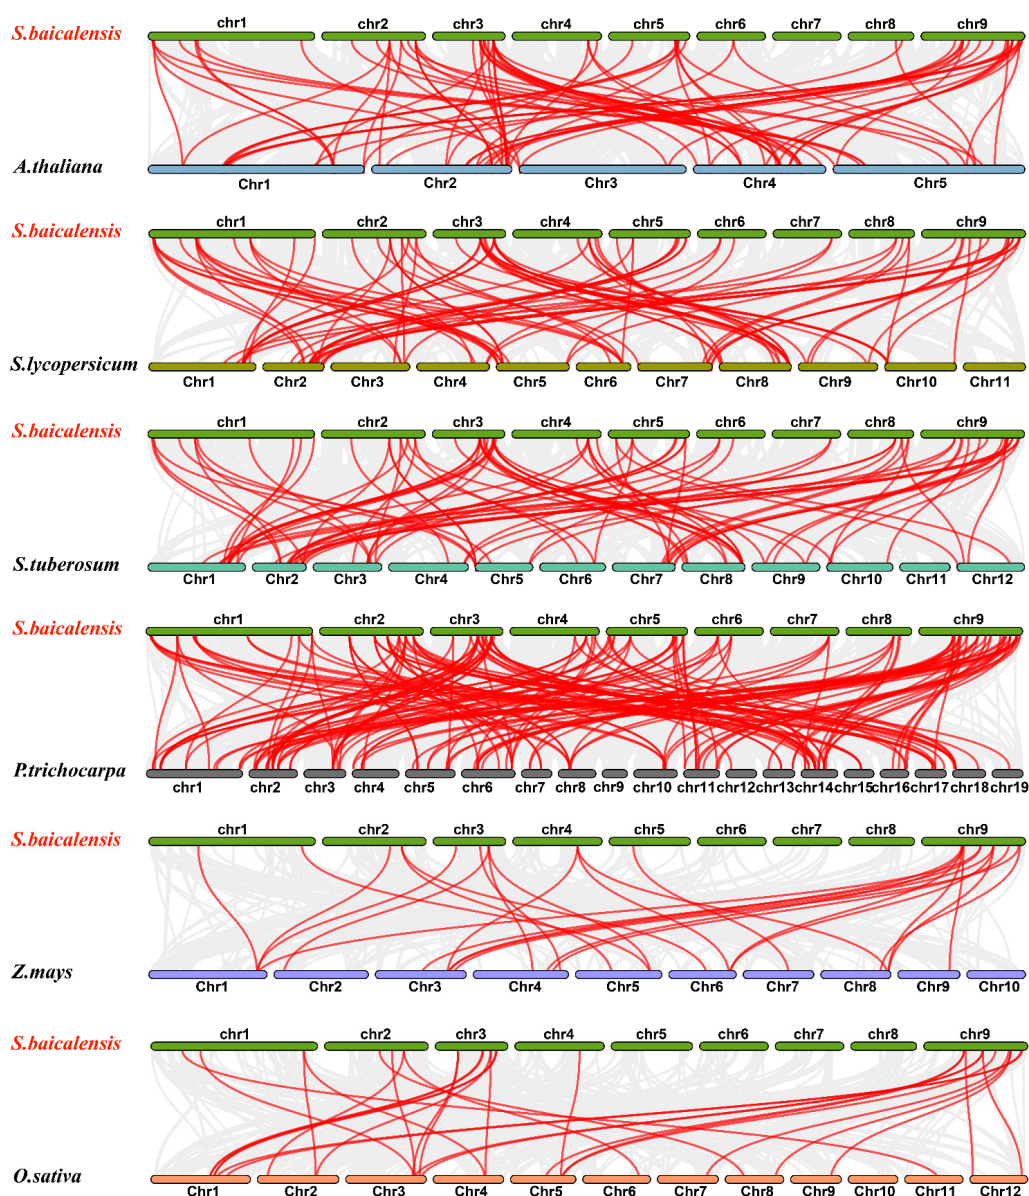 chr1 chr2 chr3 chr4 chr5 chr6 chr7 chr8 chr9
S.baicalensis
A.thaliana
Chr1 Chr2 Chr3 Chr4 Chr5
chr1 chr2 chr3 chr4 chr5 chr6 chr7 chr8 chr9
S.baicalensis
S.lycopersicum
Chr1 Chr2 Chr3 Chr4 Chr5 Chr6 Chr7 Chr8 Chr9 Chr10 Chr11
chr1 chr2 chr3 chr4 chr5 chr6 chr7 chr8 chr9
S.baicalensis
S.tuberosum
Chr1 Chr2 Chr3 Chr4 Chr5 Chr6 Chr7 Chr8 Chr9 Chr10 Chr11 Chr12
chr1 chr2 chr3 chr4 chr5 chr6 chr7 chr8 chr9
S.baicalensis
P.trichocarpa
chr1 chr2 chr3 chr4 chr5 chr6 chr7 chr8 chr9 chr10 chr11 chr12 chr13 chr14 chr15 chr16 chr17 chr18 chr19
chr1 chr2 chr3 chr4 chr5 chr6 chr7 chr8 chr9
S.baicalensis
Z.mays
Chr1 Chr2 Chr3 Chr4 Chr5 Chr6 Chr7 Chr8 Chr9 Chr10
chr1 chr2 chr3 chr4 chr5 chr6 chr7 chr8 chr9
S.baicalensis
O.sativa
Chr1 Chr2 Chr3 Chr4 Chr5 Chr6 Chr7 Chr8 Chr9 Chr10 Chr11 Chr12